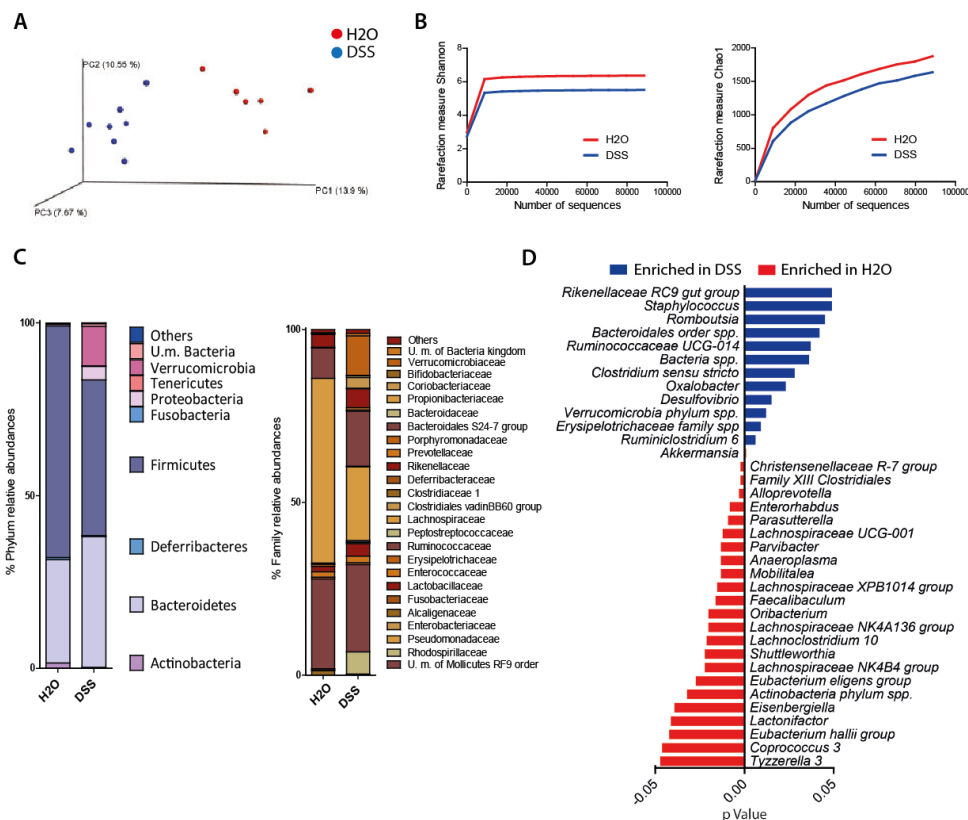 A
H2O
DSS
PC2 (10.55 %)
PC1 (13.9 %)
PC3 (7.67 %)
B
Rarefaction measure Shannon
8
6
4
2
0
0
20000
40000
60000
80000
100000
Number of sequences
H2O
DSS
Rarefaction measure Chao1
2000
1500
1000
500
0
0
20000
40000
60000
80000
100000
Number of sequences
H2O
DSS
C
% Phylum relative abundances
100
50
0
H2O
DSS
Others
U.m. Bacteria
Verrucomicrobia
Tenericutes
Proteobacteria
Fusobacteria
Firmicutes
Deferribacteres
Bacteroidetes
Actinobacteria
% Family relative abundances
100
50
0
H2O
DSS
Others
U. m. of Bacteria kingdom
Verrucomicrobiaceae
Bifidobacteriaceae
Coriobacteriaceae
Propionibacteriaceae
Bacteroidaceae
Bacteroidales S24-7 group
Porphyromonadaceae
Prevotellaceae
Rikenellaceae
Deferribacteraceae
Clostridiaceae 1
Clostridiales vadinBB60 group
Lachnospiraceae
Peptostreptococcaceae
Ruminococcaceae
Erysipelotrichaceae
Enterococcaceae
Lactobacillaceae
Fusobacteriaceae
Alcaligenaceae
Enterobacteriaceae
Pseudomonadaceae
Rhodospirillaceae
U. m. of Mollicutes RF9 order
D
Enriched in DSS
Enriched in H2O
Rikenellaceae RC9 gut group
Staphylococcus
Romboutsia
Bacteroidales order spp.
Ruminococcaceae UCG-014
Bacteria spp.
Clostridium sensu stricto
Oxalobacter
Desulfovibrio
Verrucomicrobia phylum spp.
Erysipelotrichaceae family spp
Ruminiclostridium 6
Akkermansia
Christensenellaceae R-7 group
Family XIII Clostridiales
Alloprevotella
Enterorhabdus
Parasutterella
Lachnospiraceae UCG-001
Parvibacter
Anaeroplasma
Mobilitalea
Lachnospiraceae XPB1014 group
Faecalibaculum
Oribacterium
Lachnospiraceae NK4A136 group
Lachnoclostridium 10
Shuttleworthia
Lachnospiraceae NK4B4 group
Eubacterium eligens group
Actinobacteria phylum spp.
Eisenbergiella
Lactonifactor
Eubacterium hallii group
Coprococcus 3
Tyzzerella 3
-0.05
0.00
0.05
p Value